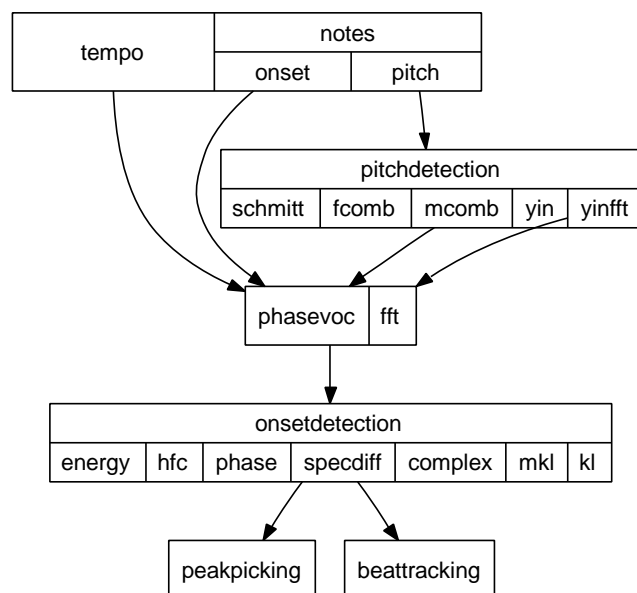 tempo
notes
onset pitch
pitchdetection
schmitt fcomb mcomb yin yinfft
phasevoc fft
onsetdetection
energy hfc phase specdiff complex mkl kl
peakpicking beattracking